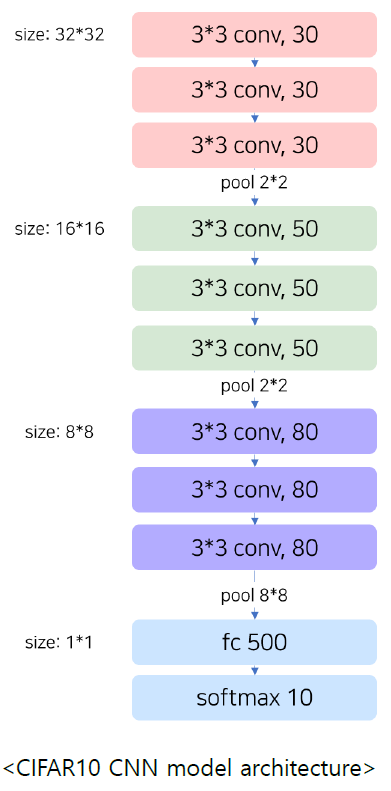 size: 32*32
3*3 conv, 30
3*3 conv, 30
3*3 conv, 30
pool 2*2
size: 16*16
3*3 conv, 50
3*3 conv, 50
3*3 conv, 50
pool 2*2
size: 8*8
3*3 conv, 80
3*3 conv, 80
3*3 conv, 80
pool 8*8
size: 1*1
fc 500
softmax 10
<CIFAR10 CNN model architecture>